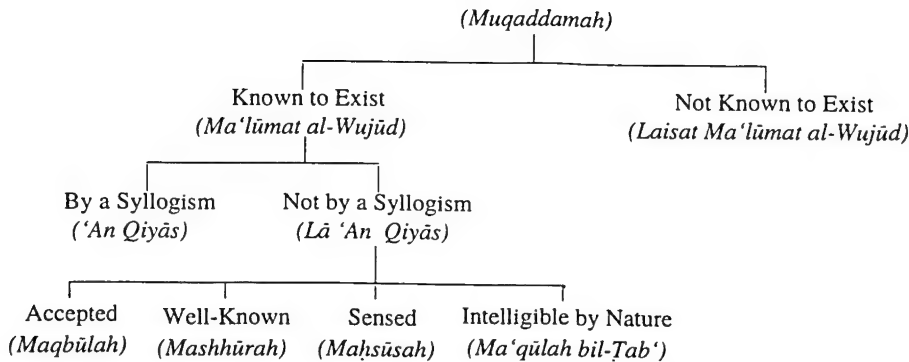 (Muqaddamah)
Known to Exist Not Known to Exist
(Ma‘lūmat al-Wujūd) (Laisat Ma‘lūmat al-Wujūd)
By a Syllogism Not by a Syllogism
(‘An Qiyās) (Lā ‘An Qiyās)
Accepted Well-Known Sensed Intelligible by Nature
(Maqbūlah) (Mashhūrah) (Maḥsūsah) (Ma‘qūlah bil-Ṭab‘)